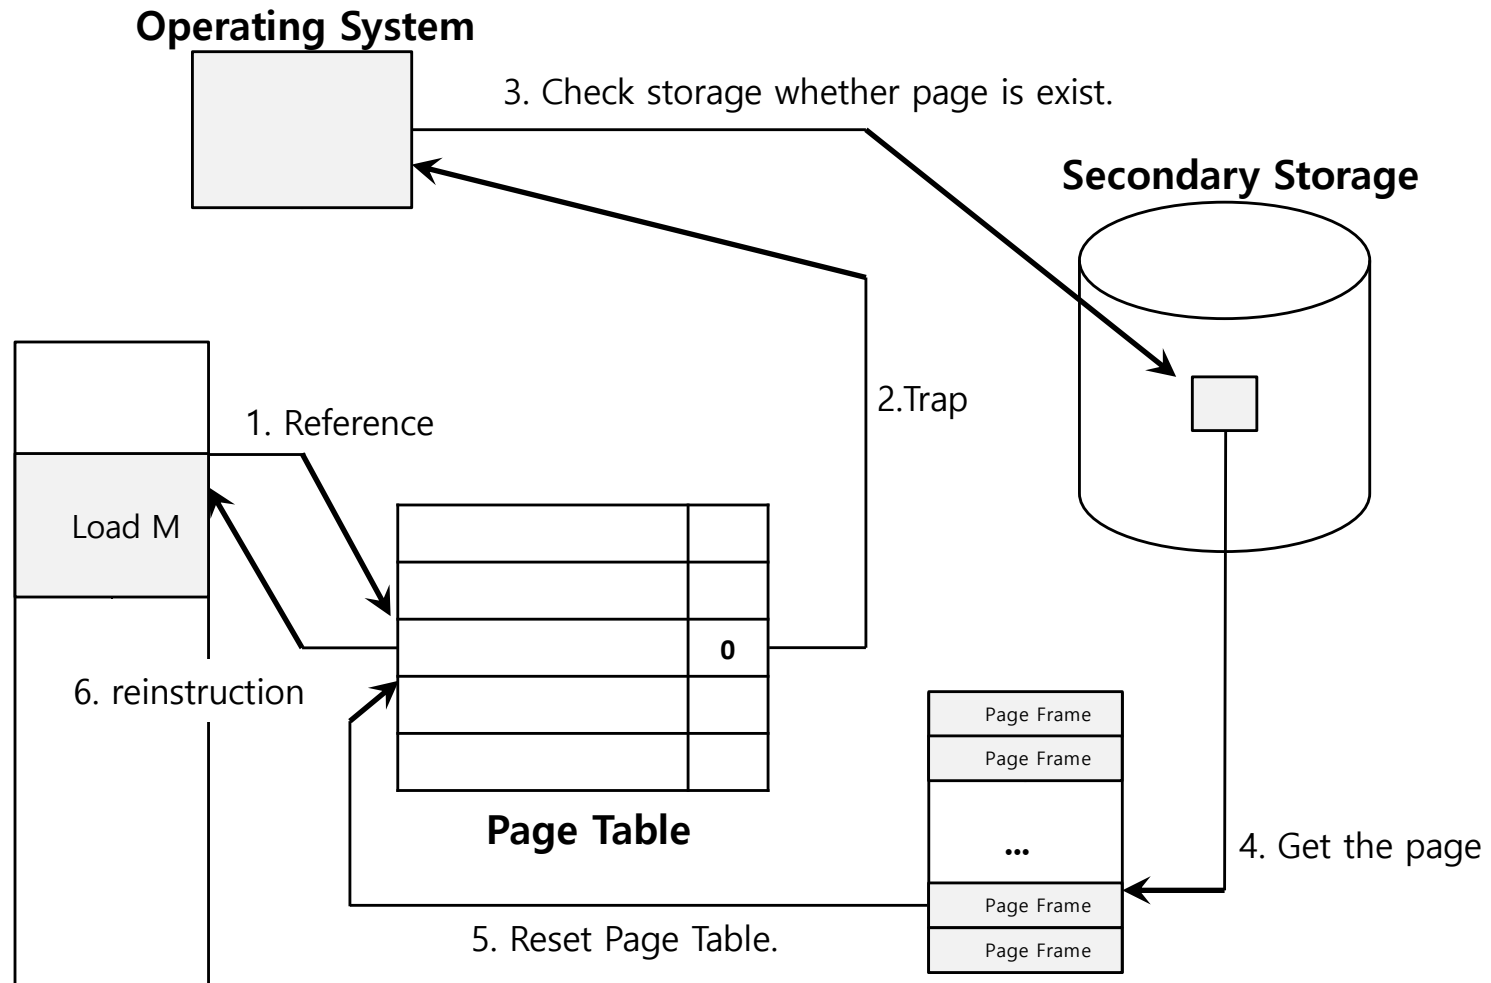 Operating System
3. Check storage whether page is exist.
Secondary Storage
2.Trap
1. Reference
Load M
0
6. reinstruction
Page Frame
Page Frame
Page Table
...
4. Get the page
Page Frame
5. Reset Page Table.
Page Frame